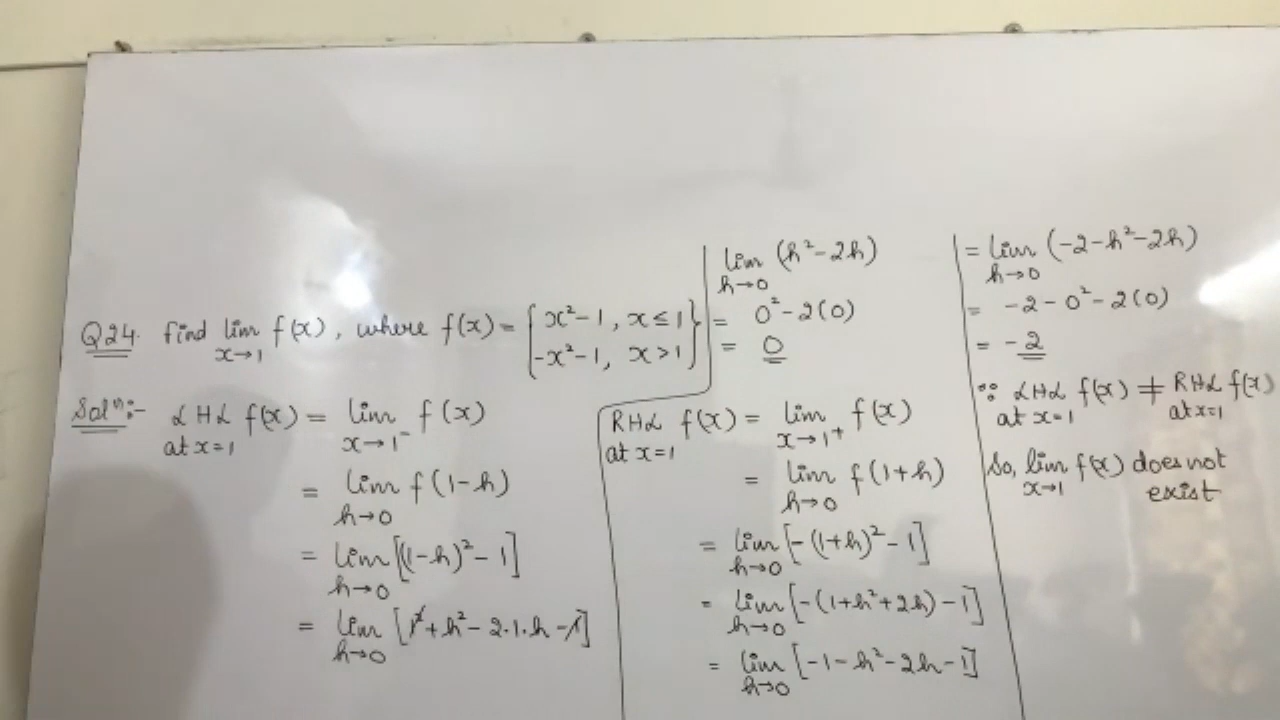 Q24. Find lim f(x), where f(x) = { x² - 1, x ≤ 1
x→1 -x² - 1, x > 1 }
Solⁿ:- LHL f(x) = lim f(x)
at x=1 x→1⁻
= lim f(1-h)
h→0
= lim [(1-h)² - 1]
h→0
= lim [1² + h² - 2·1·h - 1]
h→0
lim (h² - 2h)
h→0
= 0² - 2(0)
= 0
RHL f(x) = lim f(x)
at x=1 x→1⁺
= lim f(1+h)
h→0
= lim [-(1+h)² - 1]
h→0
= lim [-(1+h²+2h) - 1]
h→0
= lim [-1 - h² - 2h - 1]
h→0
= lim (-2 - h² - 2h)
h→0
= -2 - 0² - 2(0)
= -2
∵ LHL f(x) ≠ RHL f(x)
at x=1 at x=1
So, lim f(x) does not
x→1 exist